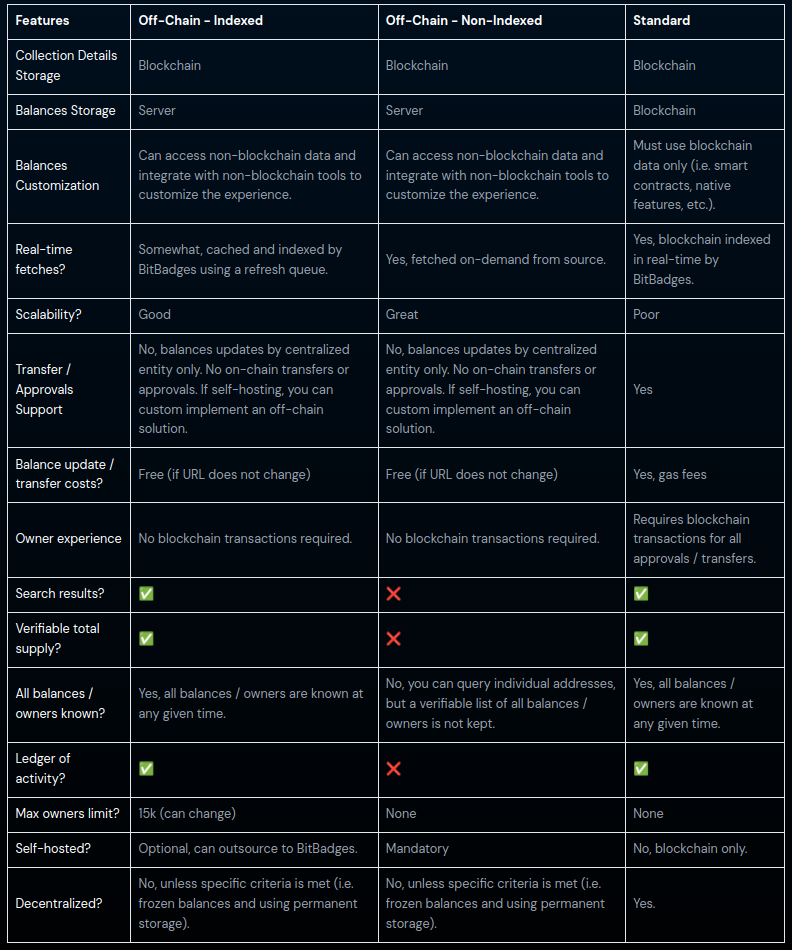 Features
Off-Chain - Indexed
Off-Chain - Non-Indexed
Standard
Collection Details
Storage
Blockchain
Blockchain
Blockchain
Balances Storage
Server
Server
Blockchain
Balances
Customization
Can access non-blockchain data and
integrate with non-blockchain tools to
customize the experience.
Can access non-blockchain data and
integrate with non-blockchain tools to
customize the experience.
Must use blockchain
data only (i.e. smart
contracts, native
features, etc.).
Real-time
fetches?
Somewhat, cached and indexed by
BitBadges using a refresh queue.
Yes, fetched on-demand from source.
Yes, blockchain indexed
in real-time by
BitBadges.
Scalability?
Good
Great
Poor
Transfer /
Approvals
Support
No, balances updates by centralized
entity only. No on-chain transfers or
approvals. If self-hosting, you can
custom implement an off-chain
solution.
No, balances updates by centralized
entity only. No on-chain transfers or
approvals. If self-hosting, you can
custom implement an off-chain
solution.
Yes
Balance update /
transfer costs?
Free (if URL does not change)
Free (if URL does not change)
Yes, gas fees
Owner experience
No blockchain transactions required.
No blockchain transactions required.
Requires blockchain
transactions for all
approvals / transfers.
Search results?
✅
❌
✅
Verifiable total
supply?
✅
❌
✅
All balances /
owners known?
Yes, all balances / owners are known at
any given time.
No, you can query individual addresses,
but a verifiable list of all balances /
owners is not kept.
Yes, all balances /
owners are known at
any given time.
Ledger of
activity?
✅
❌
✅
Max owners limit?
15k (can change)
None
None
Self-hosted?
Optional, can outsource to BitBadges.
Mandatory
No, blockchain only.
Decentralized?
No, unless specific criteria is met (i.e.
frozen balances and using permanent
storage).
No, unless specific criteria is met (i.e.
frozen balances and using permanent
storage).
Yes.